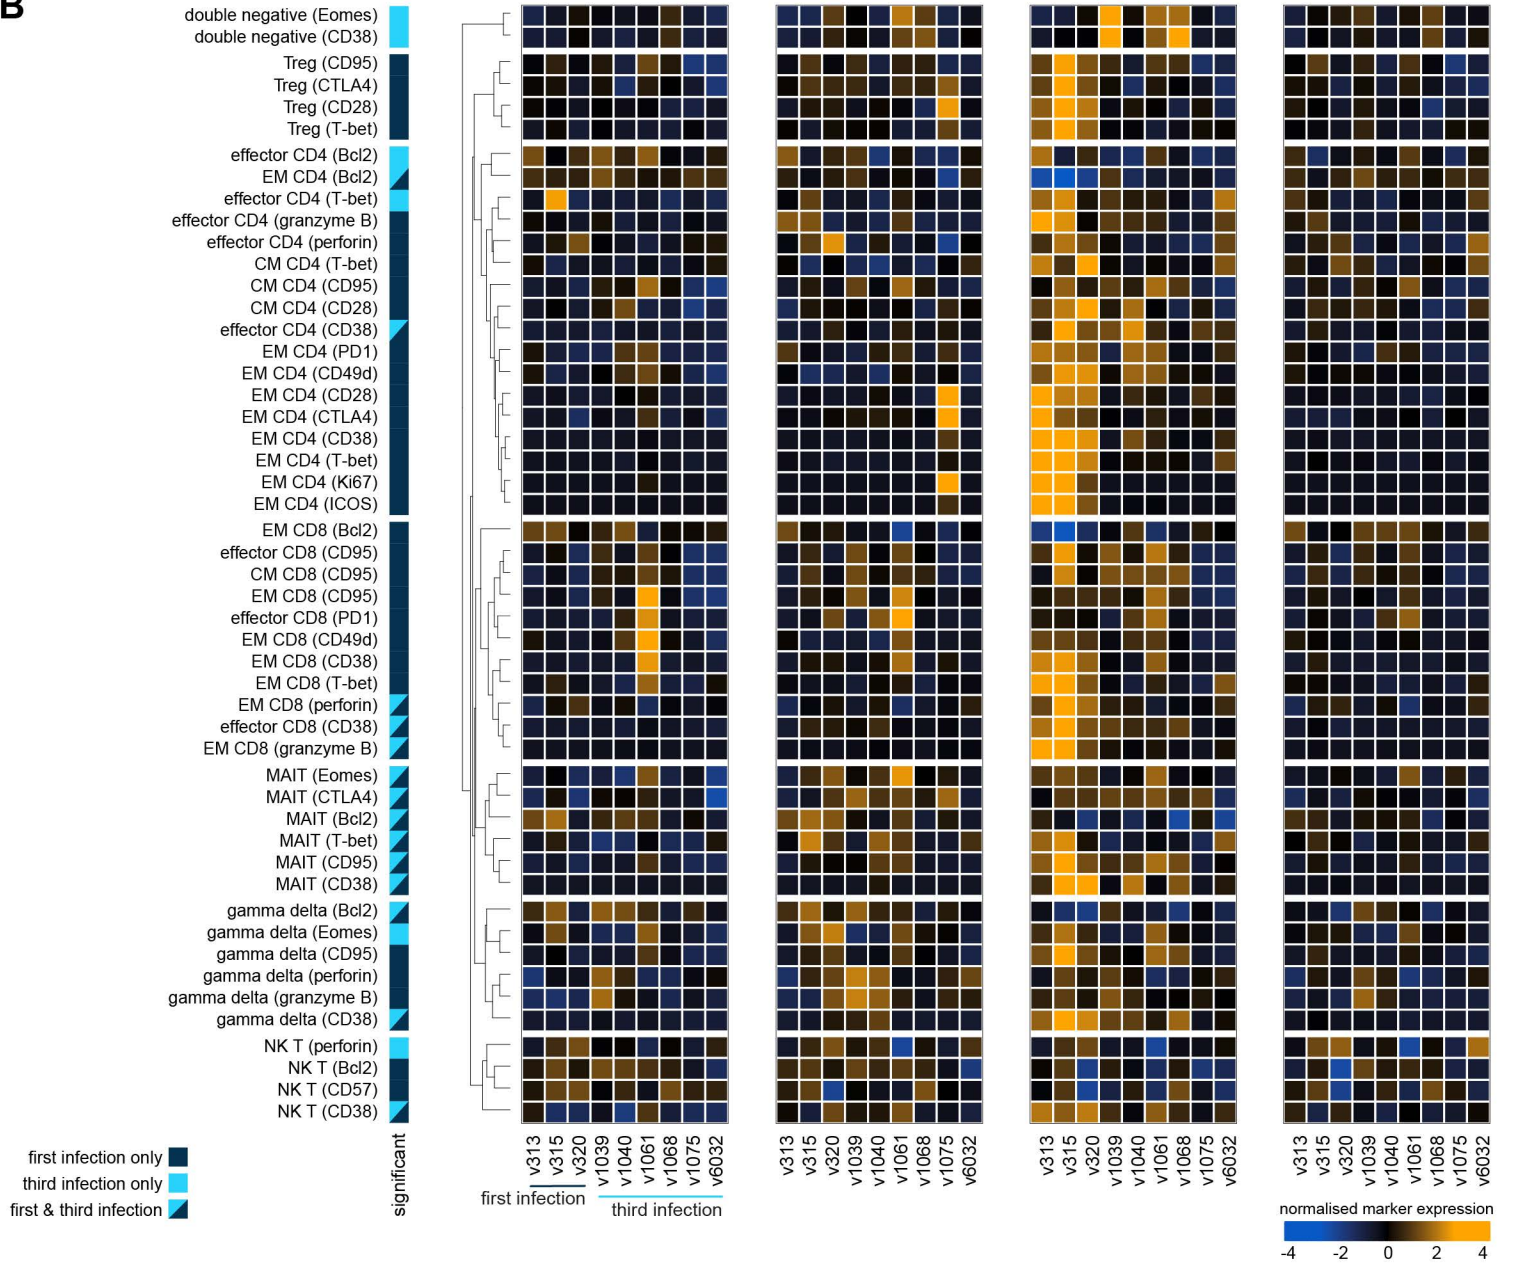 B
double negative (Eomes)
double negative (CD38)
Treg (CD95)
Treg (CTLA4)
Treg (CD28)
Treg (T-bet)
effector CD4 (Bcl2)
EM CD4 (Bcl2)
effector CD4 (T-bet)
effector CD4 (granzyme B)
effector CD4 (perforin)
CM CD4 (T-bet)
CM CD4 (CD95)
CM CD4 (CD28)
effector CD4 (CD38)
EM CD4 (PD1)
EM CD4 (CD49d)
EM CD4 (CD28)
EM CD4 (CTLA4)
EM CD4 (CD38)
EM CD4 (T-bet)
EM CD4 (Ki67)
EM CD4 (ICOS)
EM CD8 (Bcl2)
effector CD8 (CD95)
CM CD8 (CD95)
EM CD8 (CD95)
effector CD8 (PD1)
EM CD8 (CD49d)
EM CD8 (CD38)
EM CD8 (T-bet)
EM CD8 (perforin)
effector CD8 (CD38)
EM CD8 (granzyme B)
MAIT (Eomes)
MAIT (CTLA4)
MAIT (Bcl2)
MAIT (T-bet)
MAIT (CD95)
MAIT (CD38)
gamma delta (Bcl2)
gamma delta (Eomes)
gamma delta (CD95)
gamma delta (perforin)
gamma delta (granzyme B)
gamma delta (CD38)
NK T (perforin)
NK T (Bcl2)
NK T (CD57)
NK T (CD38)
significant
v313 v315 v320 v1039 v1040 v1061 v1068 v1075 v6032
v313 v315 v320 v1039 v1040 v1061 v1068 v1075 v6032
v313 v315 v320 v1039 v1040 v1061 v1068 v1075 v6032
v313 v315 v320 v1039 v1040 v1061 v1068 v1075 v6032
first infection only
third infection only
first & third infection
first infection
third infection
normalised marker expression
-4 -2 0 2 4